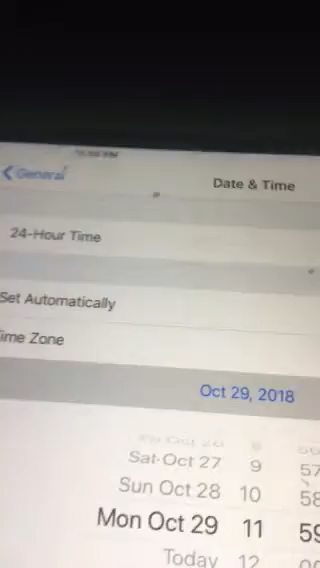 General
Date & Time
24-Hour Time
Set Automatically
ime Zone
Oct 29, 2018
Sat Oct 27 9 57
Sun Oct 28 10 58
Mon Oct 29 11 59
Today 12